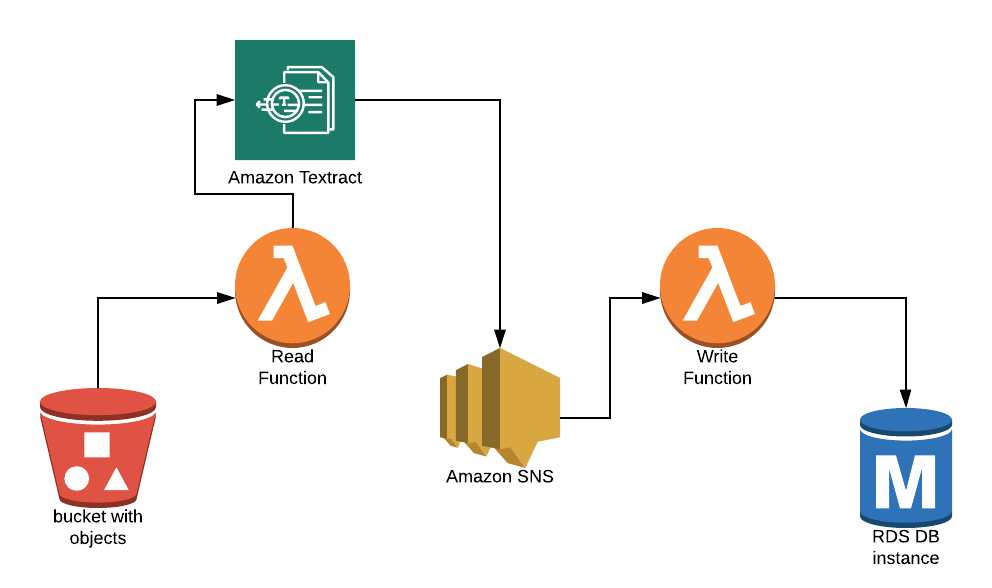 Amazon Textract
Read
Function
Write
Function
Amazon SNS
bucket with
objects
M
RDS DB
instance